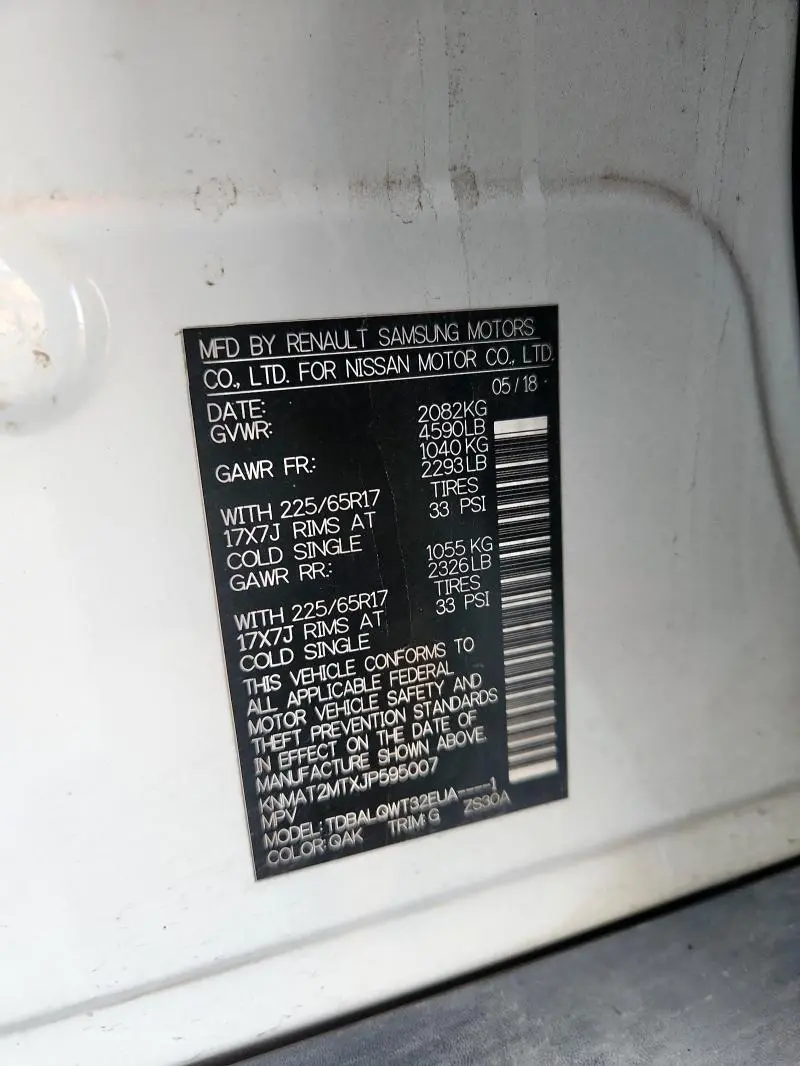 MFD BY RENAULT SAMSUNG MOTORS
CO., LTD. FOR NISSAN MOTOR CO., LTD.
DATE: 05/18
GVWR: 2082KG
4590LB
GAWR FR.: 1040KG
2293LB
WITH 225/65R17 TIRES
17X7J RIMS AT 33 PSI
COLD SINGLE
GAWR RR.: 1055KG
2326LB
WITH 225/65R17 TIRES
17X7J RIMS AT 33 PSI
COLD SINGLE
THIS VEHICLE CONFORMS TO
ALL APPLICABLE FEDERAL
MOTOR VEHICLE SAFETY AND
THEFT PREVENTION STANDARDS
IN EFFECT ON THE DATE OF
MANUFACTURE SHOWN ABOVE.
KNMAT2MTXJP595007
MPV
MODEL: TDBALQWT32EUA----1
COLOR: QAK TRIM: G ZS30A